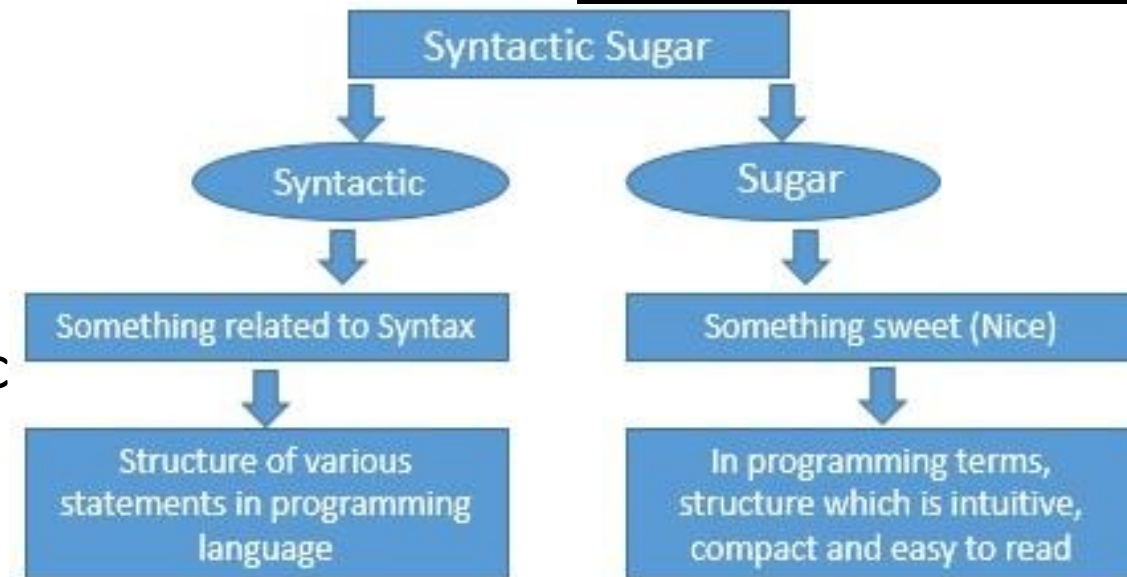 Syntactic Sugar
Syntactic
Sugar
Something related to Syntax
Something sweet (Nice)
c
Structure of various
statements in programming
language
In programming terms,
structure which is intuitive,
compact and easy to read